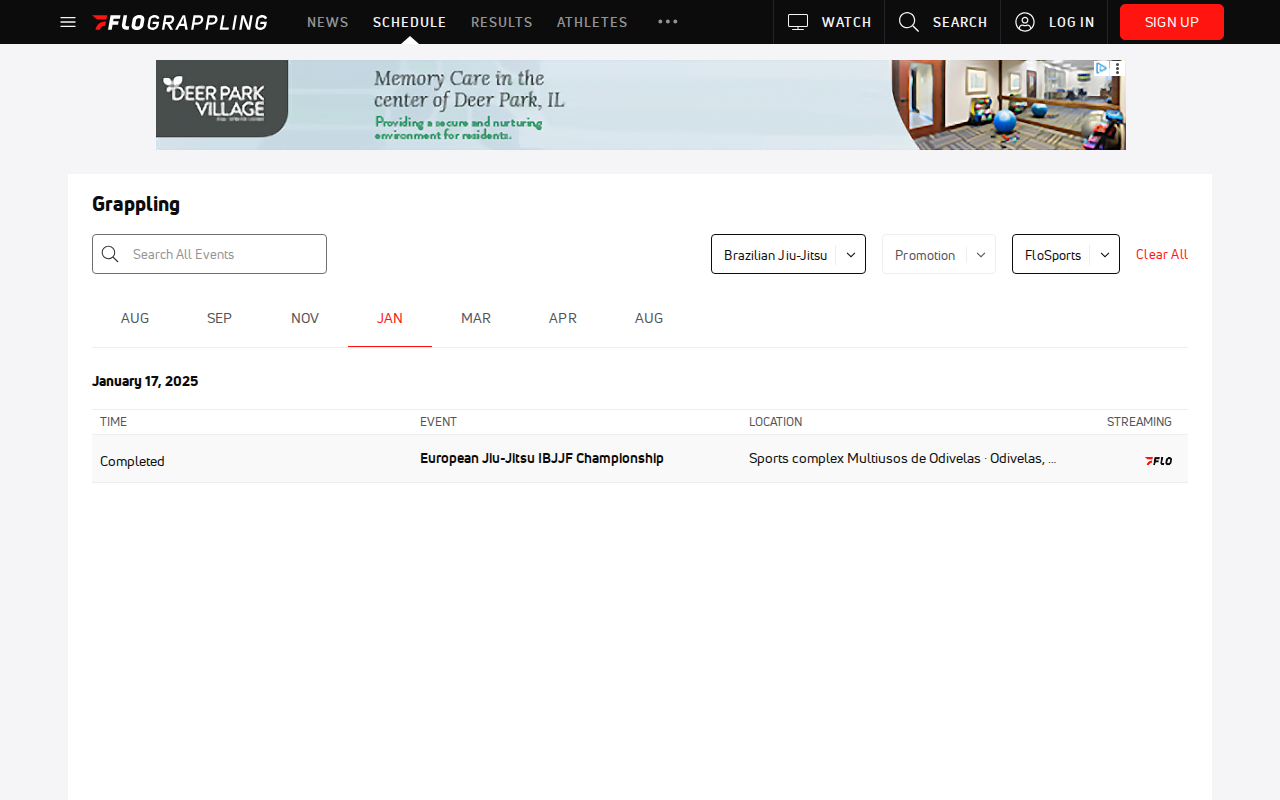 FLOGRAPPLING NEWS SCHEDULE RESULTS ATHLETES WATCH SEARCH LOG IN SIGN UP
DEER PARK
VILLAGE
Memory Care in the
center of Deer Park, IL
Providing a secure and nurturing
environment for residents.
Grappling
Search All Events Brazilian Jiu-Jitsu Promotion FloSports Clear All
AUG SEP NOV JAN MAR APR AUG
January 17, 2025
TIME EVENT LOCATION STREAMING
Completed European Jiu-Jitsu IBJJF Championship Sports complex Multiusos de Odivelas · Odivelas, ... FLO